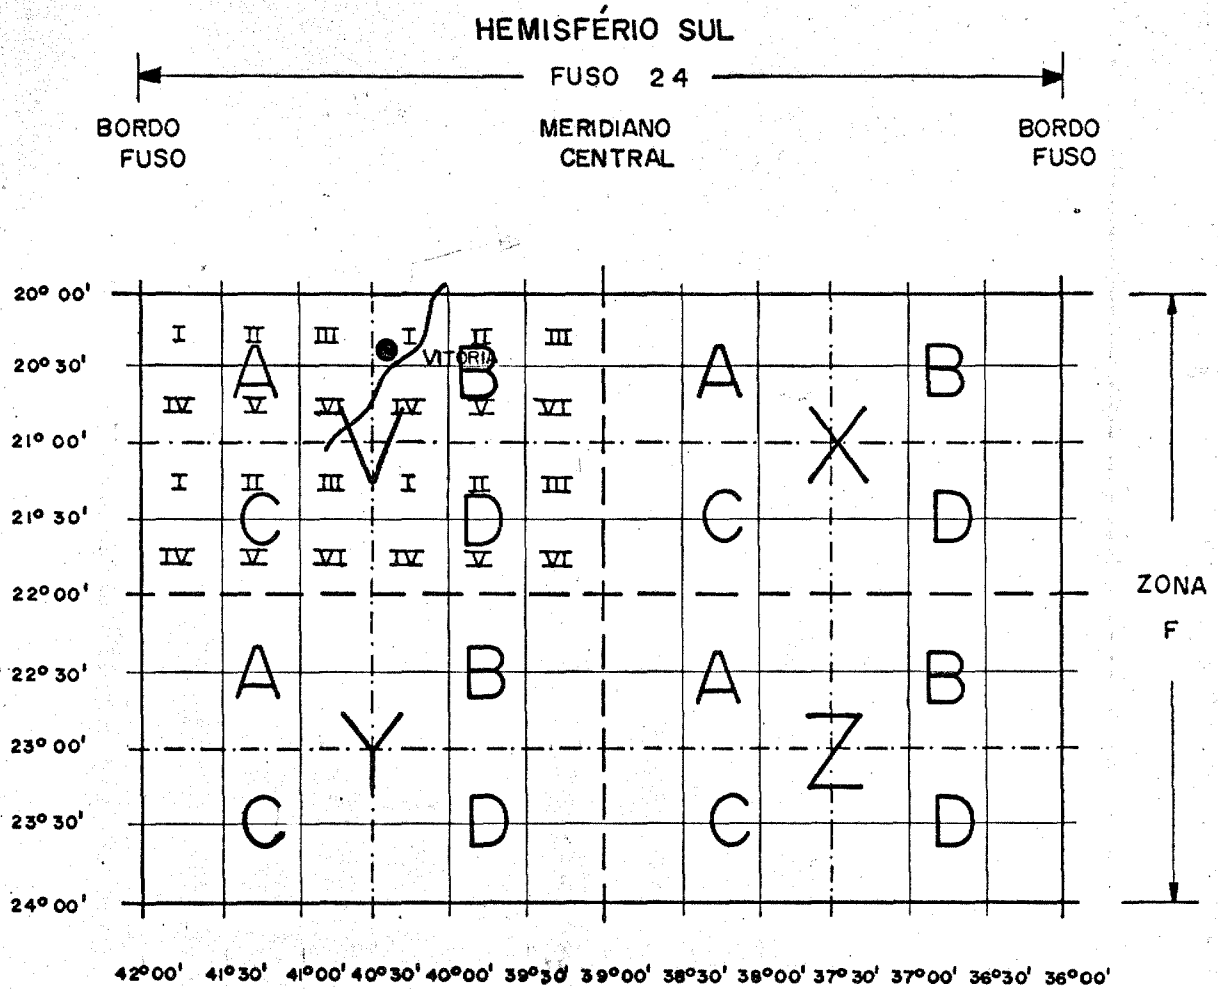 HEMISFÉRIO SUL
FUSO 24
BORDO FUSO
MERIDIANO CENTRAL
BORDO FUSO
20° 00'
I II III I II III
VITORIA
20° 30'
A B A B
IV V VI IV V VI
21° 00'
V X
I II III I II III
21° 30'
C D C D
IV V VI IV V VI
22° 00'
ZONA
F
22° 30'
A B A B
23° 00'
Y Z
23° 30'
C D C D
24° 00'
42°00' 41°30' 41°00' 40°30' 40°00' 39°30' 39°00' 38°30' 38°00' 37°30' 37°00' 36°30' 36°00'